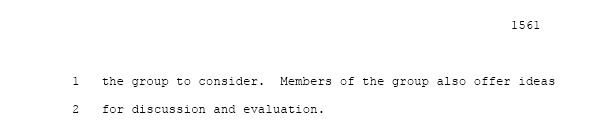 1561
1 the group to consider. Members of the group also offer ideas
2 for discussion and evaluation.